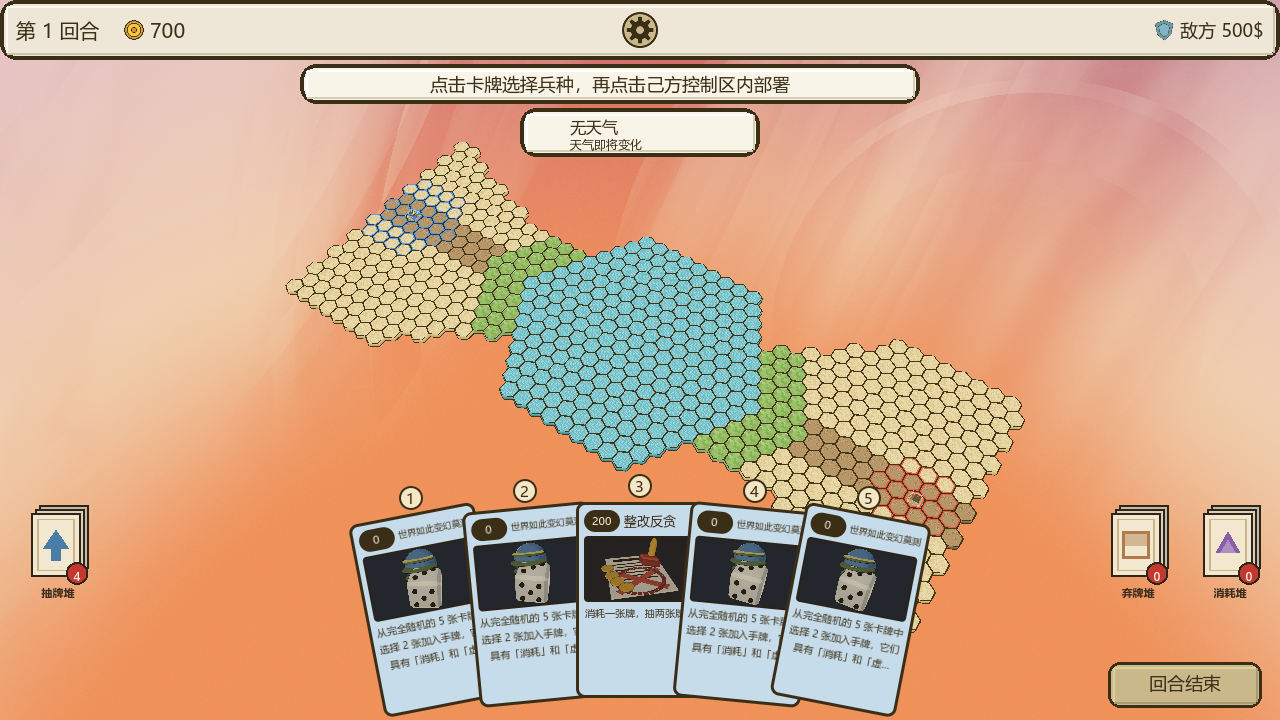 第 1 回合
700
敌方 500$
点击卡牌选择兵种，再点击己方控制区内部署
无天气
天气即将变化
1
2
3
4
5
0
世界如此变幻莫
从完全随机的 5 张卡
选择 2 张加入手牌，
具有「消耗」和「虚
0
世界如此变幻莫
从完全随机的 5 张卡
选择 2 张加入手牌，
具有「消耗」和「
200
整改反贪
消耗一张牌，抽两张牌
0
世界如此变幻莫
从完全随机的 5 张卡
选择 2 张加入手牌，
具有「消耗」和「虚
0
世界如此变幻莫测
从完全随机的 5 张卡牌中
选择 2 张加入手牌，它们
具有「消耗」和「虚...
4
抽牌堆
0
弃牌堆
0
消耗堆
回合结束